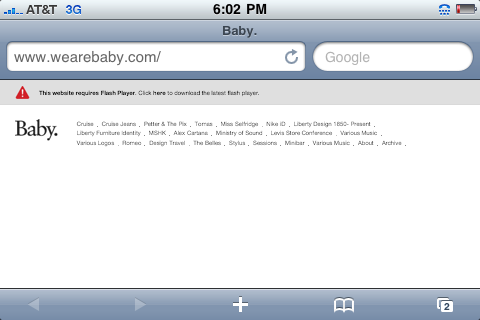 AT&T 3G 6:02 PM
Baby.
www.wearebaby.com/ Google
This website requires Flash Player. Click here to download the latest flash player.
Baby.
Cruise , Cruise Jeans , Petter & The Pix , Tomas , Miss Selfridge , Nike ID , Liberty Design 1850- Present ,
Liberty Furniture Identity , MSHK , Alex Cartana , Ministry of Sound , Levis Store Conference , Various Music ,
Various Logos , Romeo , Design Travel , The Belles , Stylus , Sessions , Minibar , Various Music , About , Archive ,
2